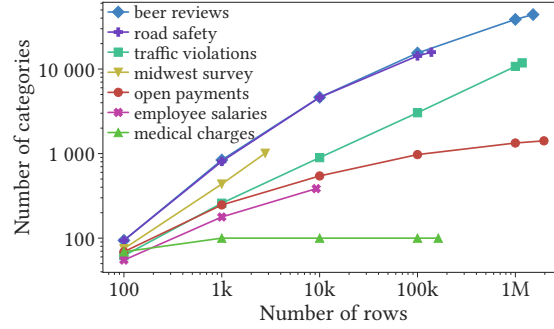 beer reviews
road safety
traffic violations
midwest survey
open payments
employee salaries
medical charges
Number of categories
10 000
1 000
100
100 1k 10k 100k 1M
Number of rows